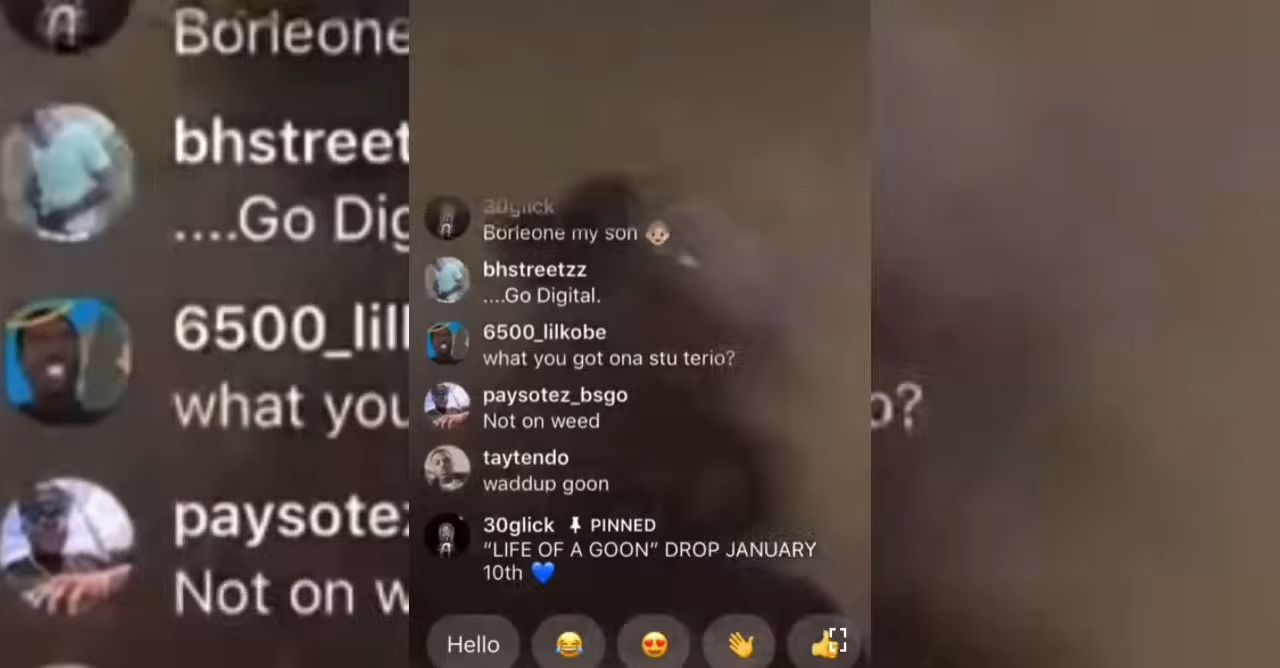 Borleone
bhstreet
....Go Dig
6500_lil
what you
paysotez
Not on w
30glick
Borleone my son 👶🏼
bhstreetzz
....Go Digital.
6500_lilkobe
what you got ona stu terio?
paysotez_bsgo
Not on weed
taytendo
waddup goon
30glick 📌 PINNED
“LIFE OF A GOON” DROP JANUARY
10th 💙
Hello 😂 😍 👋 👍
o?